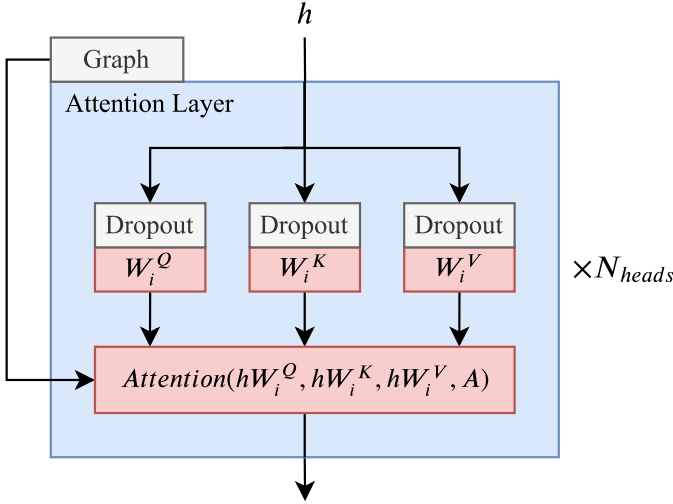 h
Graph
Attention Layer
Dropout Dropout Dropout
W_i^Q W_i^K W_i^V
×N_heads
Attention(hW_i^Q, hW_i^K, hW_i^V, A)